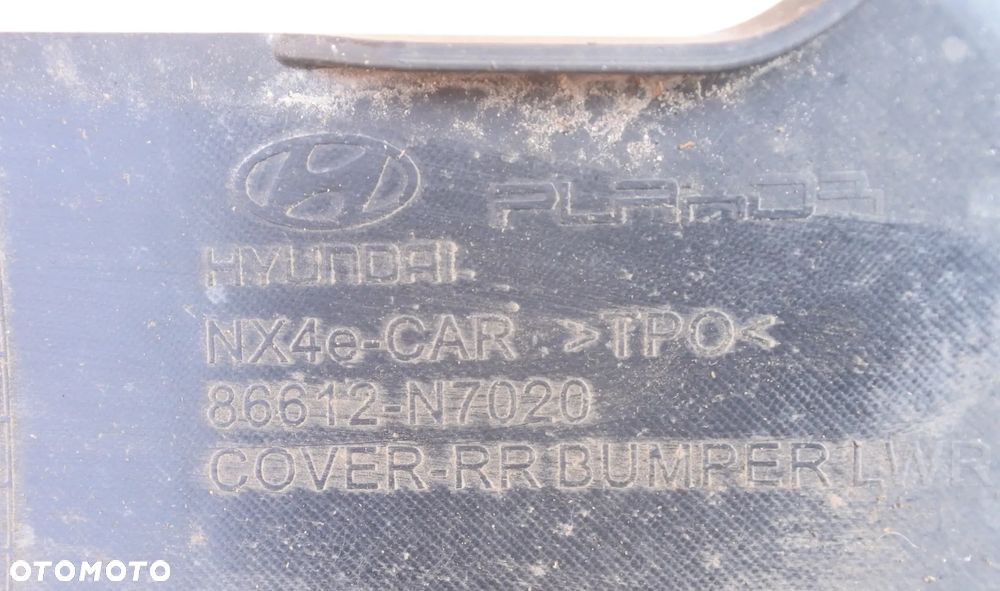 HYUNDAI
NX4e-CAR >TPO<
86612-N7020
COVER-RR BUMPER LWR
OTOMOTO